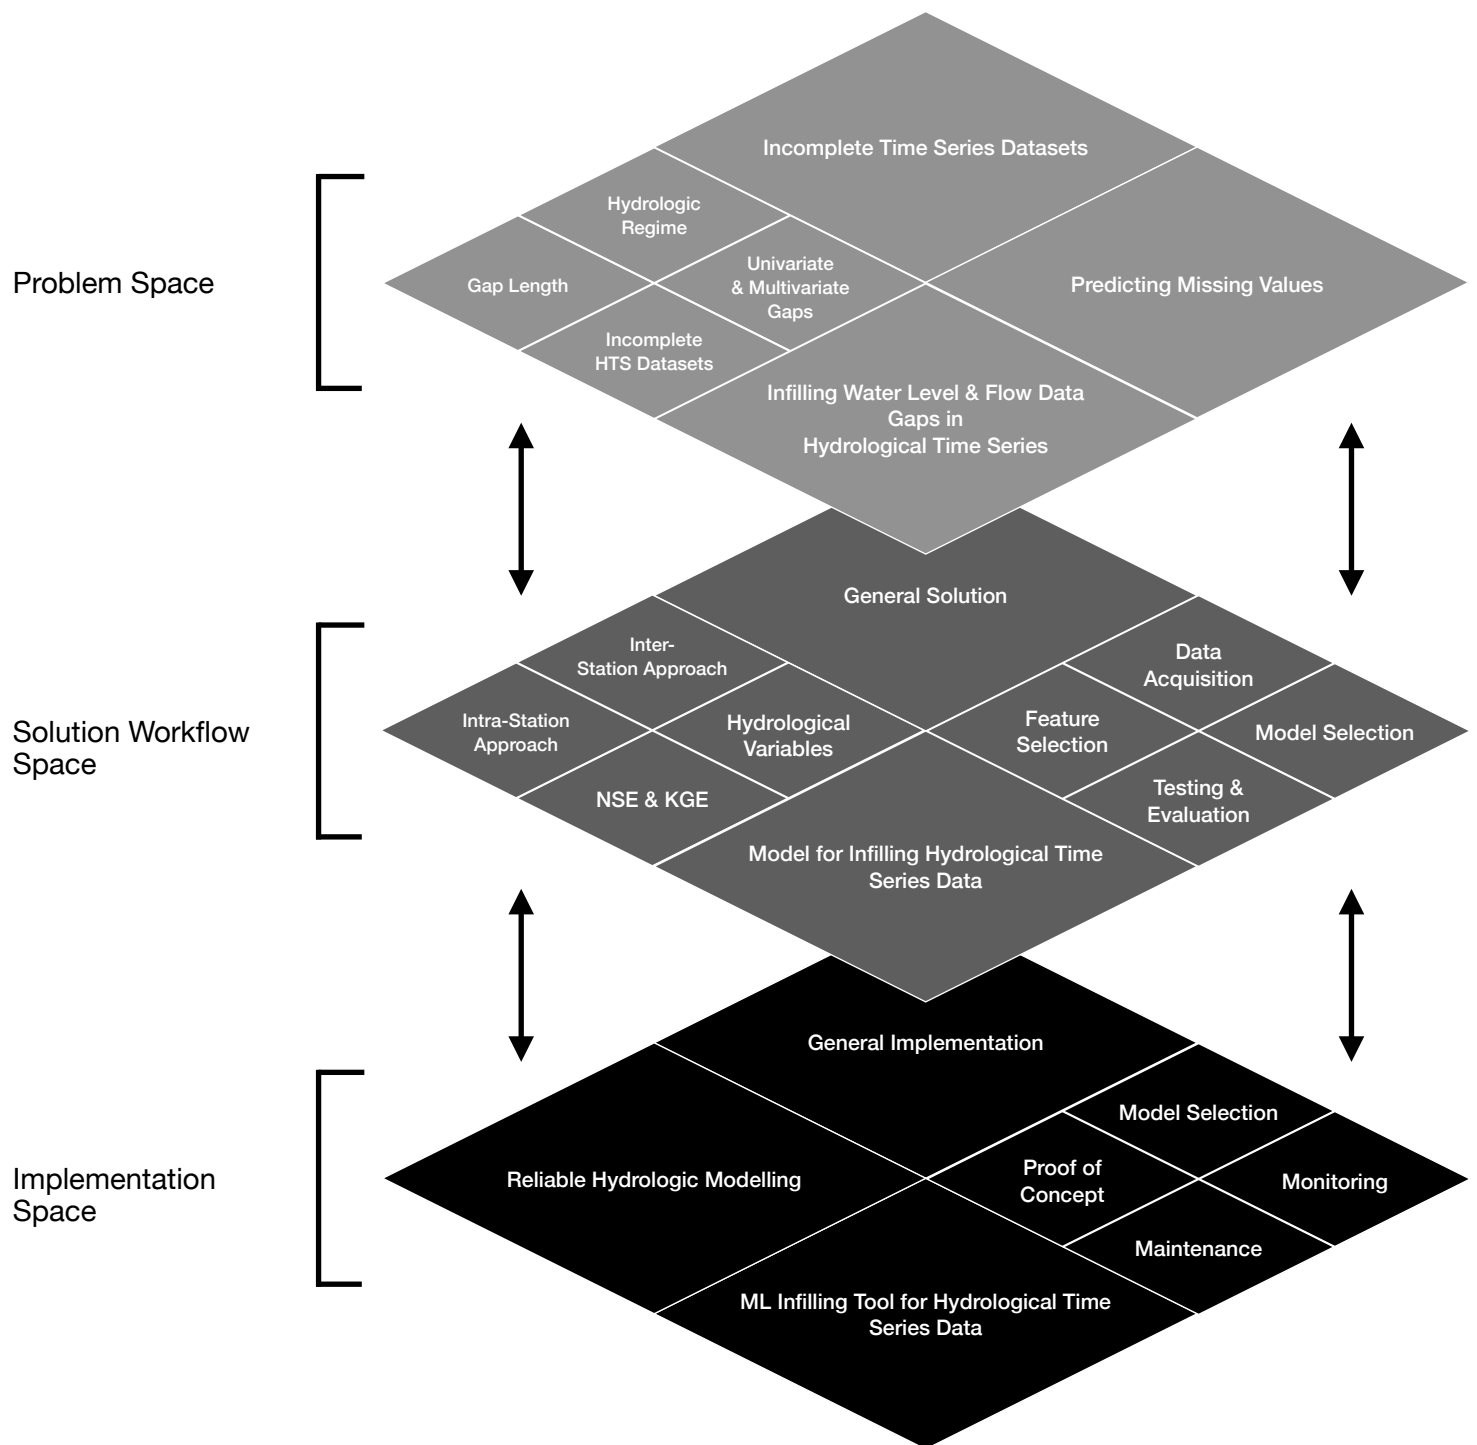 Incomplete Time Series Datasets
Hydrologic
Regime
Problem Space
Gap Length
Univariate
& Multivariate
Gaps
Predicting Missing Values
Incomplete
HTS Datasets
Infilling Water Level & Flow Data
Gaps in
Hydrological Time Series
General Solution
Inter-
Station Approach
Data
Acquisition
Solution Workflow
Space
Intra-Station
Approach
Hydrological
Variables
Feature
Selection
Model Selection
NSE & KGE
Testing &
Evaluation
Model for Infilling Hydrological Time
Series Data
General Implementation
Model Selection
Implementation
Space
Reliable Hydrologic Modelling
Proof of
Concept
Monitoring
Maintenance
ML Infilling Tool for Hydrological Time
Series Data